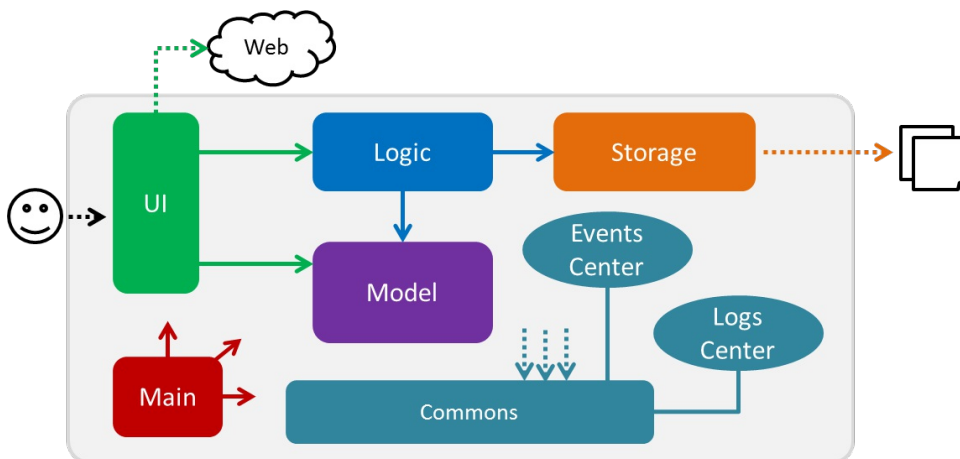 Web
UI
Logic
Storage
Model
Events
Center
Logs
Center
Main
Commons